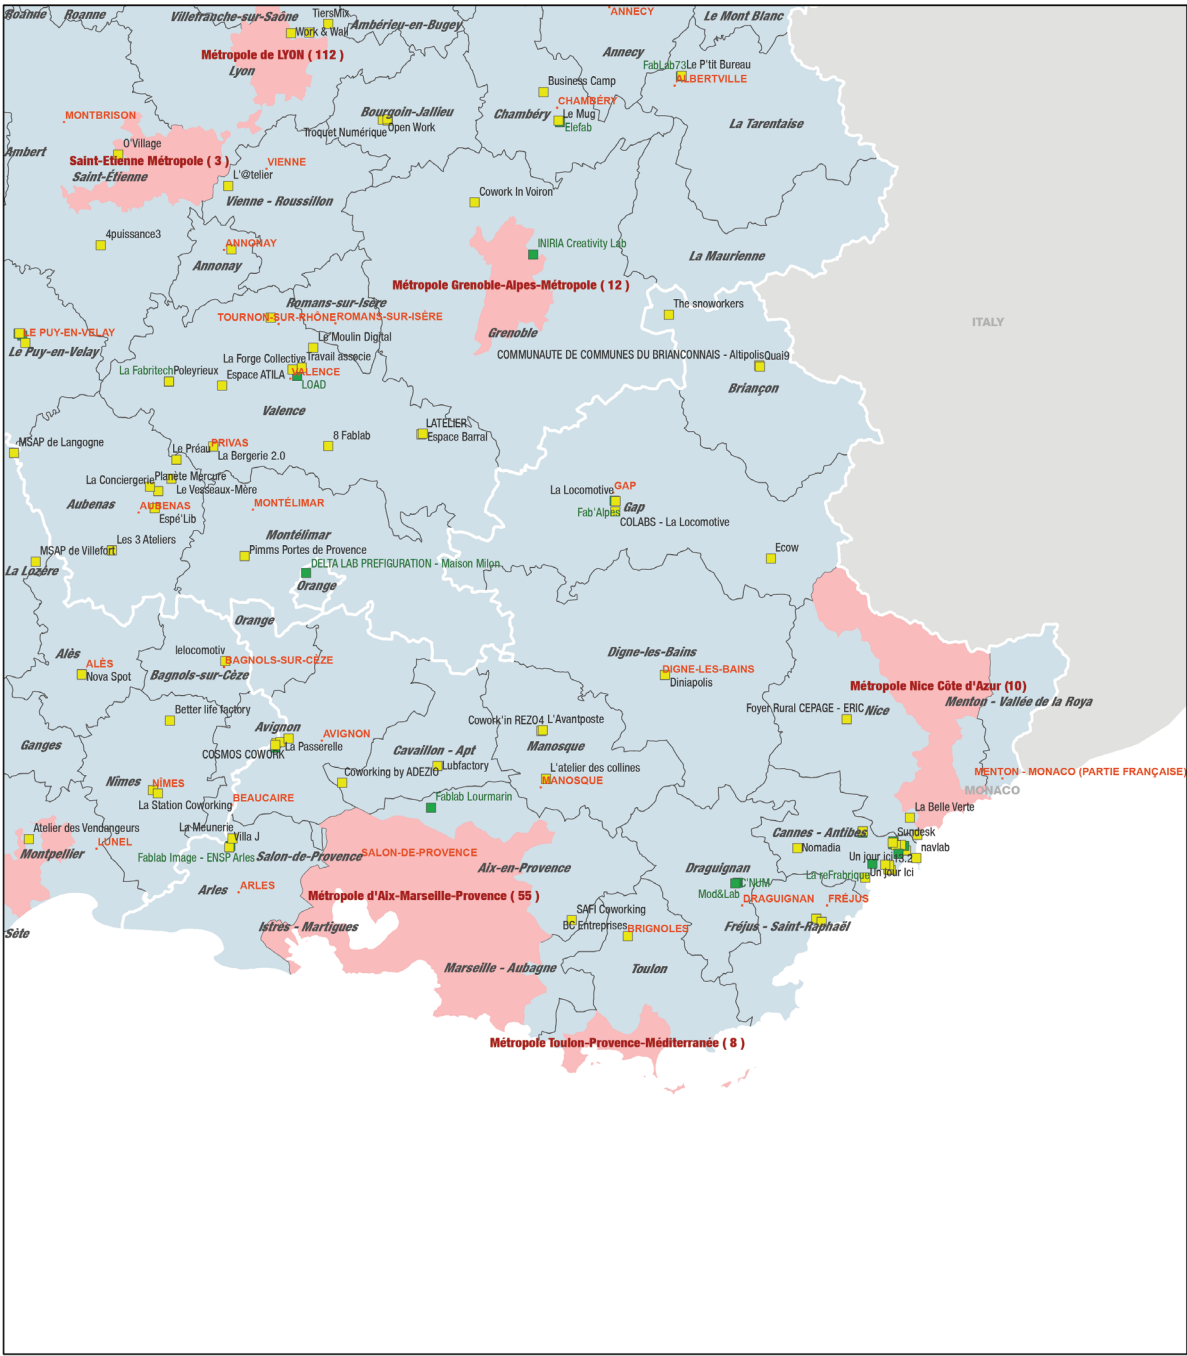 Roanne
Roanne
Villefranche-sur-Saône
TiersMix
Work & Wall
Ambérieu-en-Bugey
ANNECY
Le Mont Blanc
Métropole de LYON ( 112 )
Lyon
Annecy
FabLab73
Le P'tit Bureau
ALBERTVILLE
Business Camp
CHAMBÉRY
Chambéry
Le Mug
Elefab
La Tarentaise
MONTBRISON
Bourgoin-Jallieu
Troquet Numérique
Open Work
O'Village
Ambert
Saint-Etienne Métropole ( 3 )
Saint-Étienne
VIENNE
L'@telier
Vienne - Roussillon
Cowork In Voiron
4puissance3
ANNONAY
Annonay
INIRIA Creativity Lab
La Maurienne
Métropole Grenoble-Alpes-Métropole ( 12 )
Romans-sur-Isère
TOURNON-SUR-RHÔNE
ROMANS-SUR-ISÈRE
The snoworkers
ITALY
LE PUY-EN-VELAY
Le Puy-en-Velay
Grenoble
Le Moulin Digital
La Forge Collective
Travail associe
COMMUNAUTE DE COMMUNES DU BRIANCONNAIS - Altipolis
Quai9
La Fabritech
Poleyrieux
Espace ATILA
VALENCE
LOAD
Briançon
Valence
LATELIER
Espace Barral
8 Fablab
MSAP de Langogne
PRIVAS
Le Préau
La Bergerie 2.0
La Conciergerie
Planète Mercure
Le Vesseaux-Mère
Aubenas
AUBENAS
Espé'Lib
MONTÉLIMAR
Montélimar
La Locomotive
GAP
Fab'Alpes
Gap
COLABS - La Locomotive
Les 3 Ateliers
MSAP de Villefort
La Lozère
Pimms Portes de Provence
DELTA LAB PREFIGURATION - Maison Milon
Orange
Ecow
Orange
Alès
ALÈS
Nova Spot
lelocomotiv
BAGNOLS-SUR-CÈZE
Bagnols-sur-Cèze
Digne-les-Bains
DIGNE-LES-BAINS
Diniapolis
Métropole Nice Côte d'Azur (10)
Menton - Vallée de la Roya
Foyer Rural CEPAGE - ERIC
Nice
Better life factory
Avignon
AVIGNON
COSMOS COWORK
La Passerelle
Cowork'in REZO4
L'Avantposte
Manosque
Cavaillon - Apt
Lubfactory
L'atelier des collines
MANOSQUE
Ganges
Nîmes
NÎMES
La Station Coworking
Coworking by ADEZIO
Fablab Lourmarin
BEAUCAIRE
MENTON - MONACO (PARTIE FRANÇAISE)
MONACO
La Belle Verte
Atelier des Vendangeurs
LUNEL
Montpellier
La Meunerie
Villa J
Fablab Image - ENSP Arles
Salon-de-Provence
SALON-DE-PROVENCE
Aix-en-Provence
Cannes - Antibes
Nomadia
Sundesk
navlab
Un jour ici
13.2
La reFrabrique
Un jour Ici
Draguignan
C'NUM
Mod&Lab
DRAGUIGNAN
FRÉJUS
Fréjus - Saint-Raphaël
Arles
ARLES
Métropole d'Aix-Marseille-Provence ( 55 )
Istres - Martigues
SAFI Coworking
BC Entreprises
BRIGNOLES
Sète
Marseille - Aubagne
Toulon
Métropole Toulon-Provence-Méditerranée ( 8 )